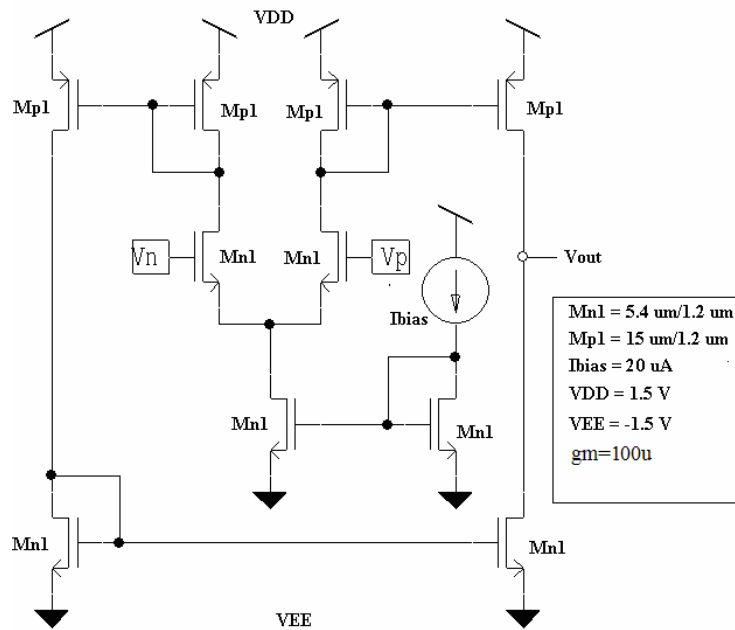 VDD
Mp1
Mp1
Mp1
Mp1
Vn
Mn1
Mn1
Vp
Ibias
Vout
Mn1
Mn1
Mn1
Mn1
VEE
Mn1 = 5.4 um/1.2 um
Mp1 = 15 um/1.2 um
Ibias = 20 uA
VDD = 1.5 V
VEE = -1.5 V
gm=100u